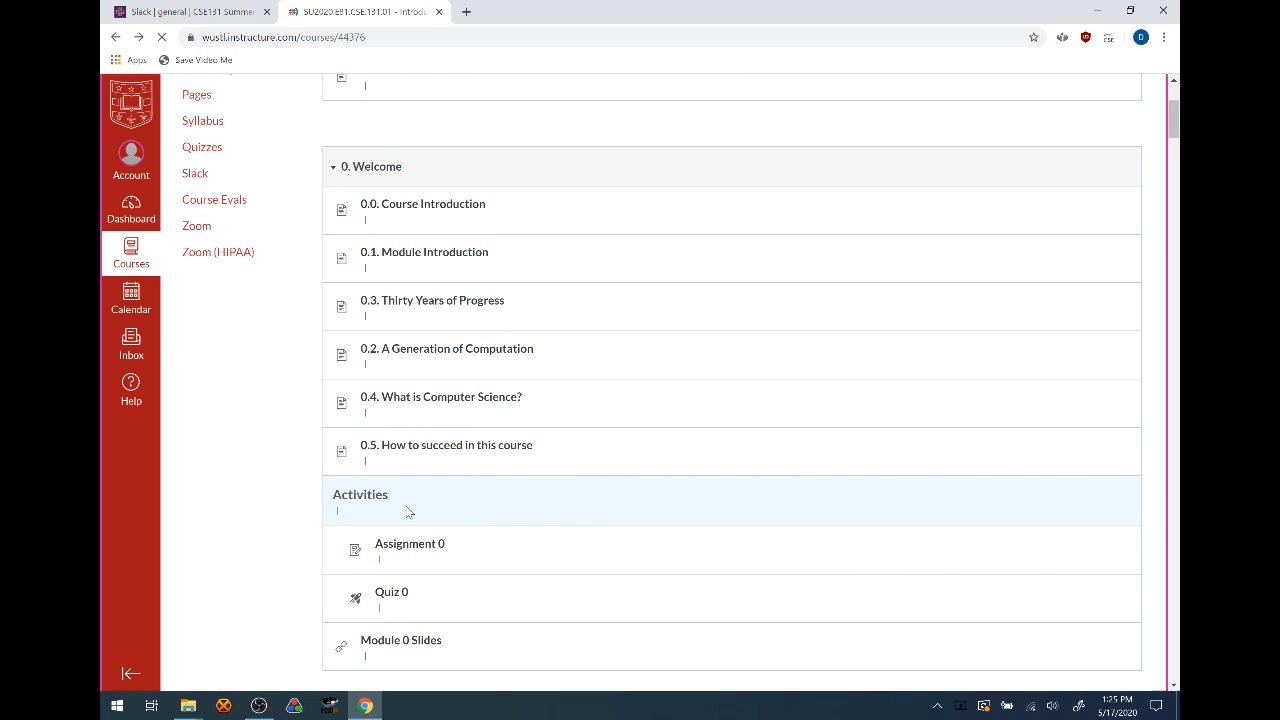 Slack | general | CSE131 Summer
SU2020.E81.CSE.131.01 - Introdu
wustl.instructure.com/courses/44376
Apps
Save Video Me
Pages
Syllabus
Quizzes
Slack
Course Evals
Zoom
Zoom (HIPAA)
Account
Dashboard
Courses
Calendar
Inbox
Help
0. Welcome
0.0. Course Introduction
0.1. Module Introduction
0.3. Thirty Years of Progress
0.2. A Generation of Computation
0.4. What is Computer Science?
0.5. How to succeed in this course
Activities
Assignment 0
Quiz 0
Module 0 Slides
1:25 PM
5/17/2020